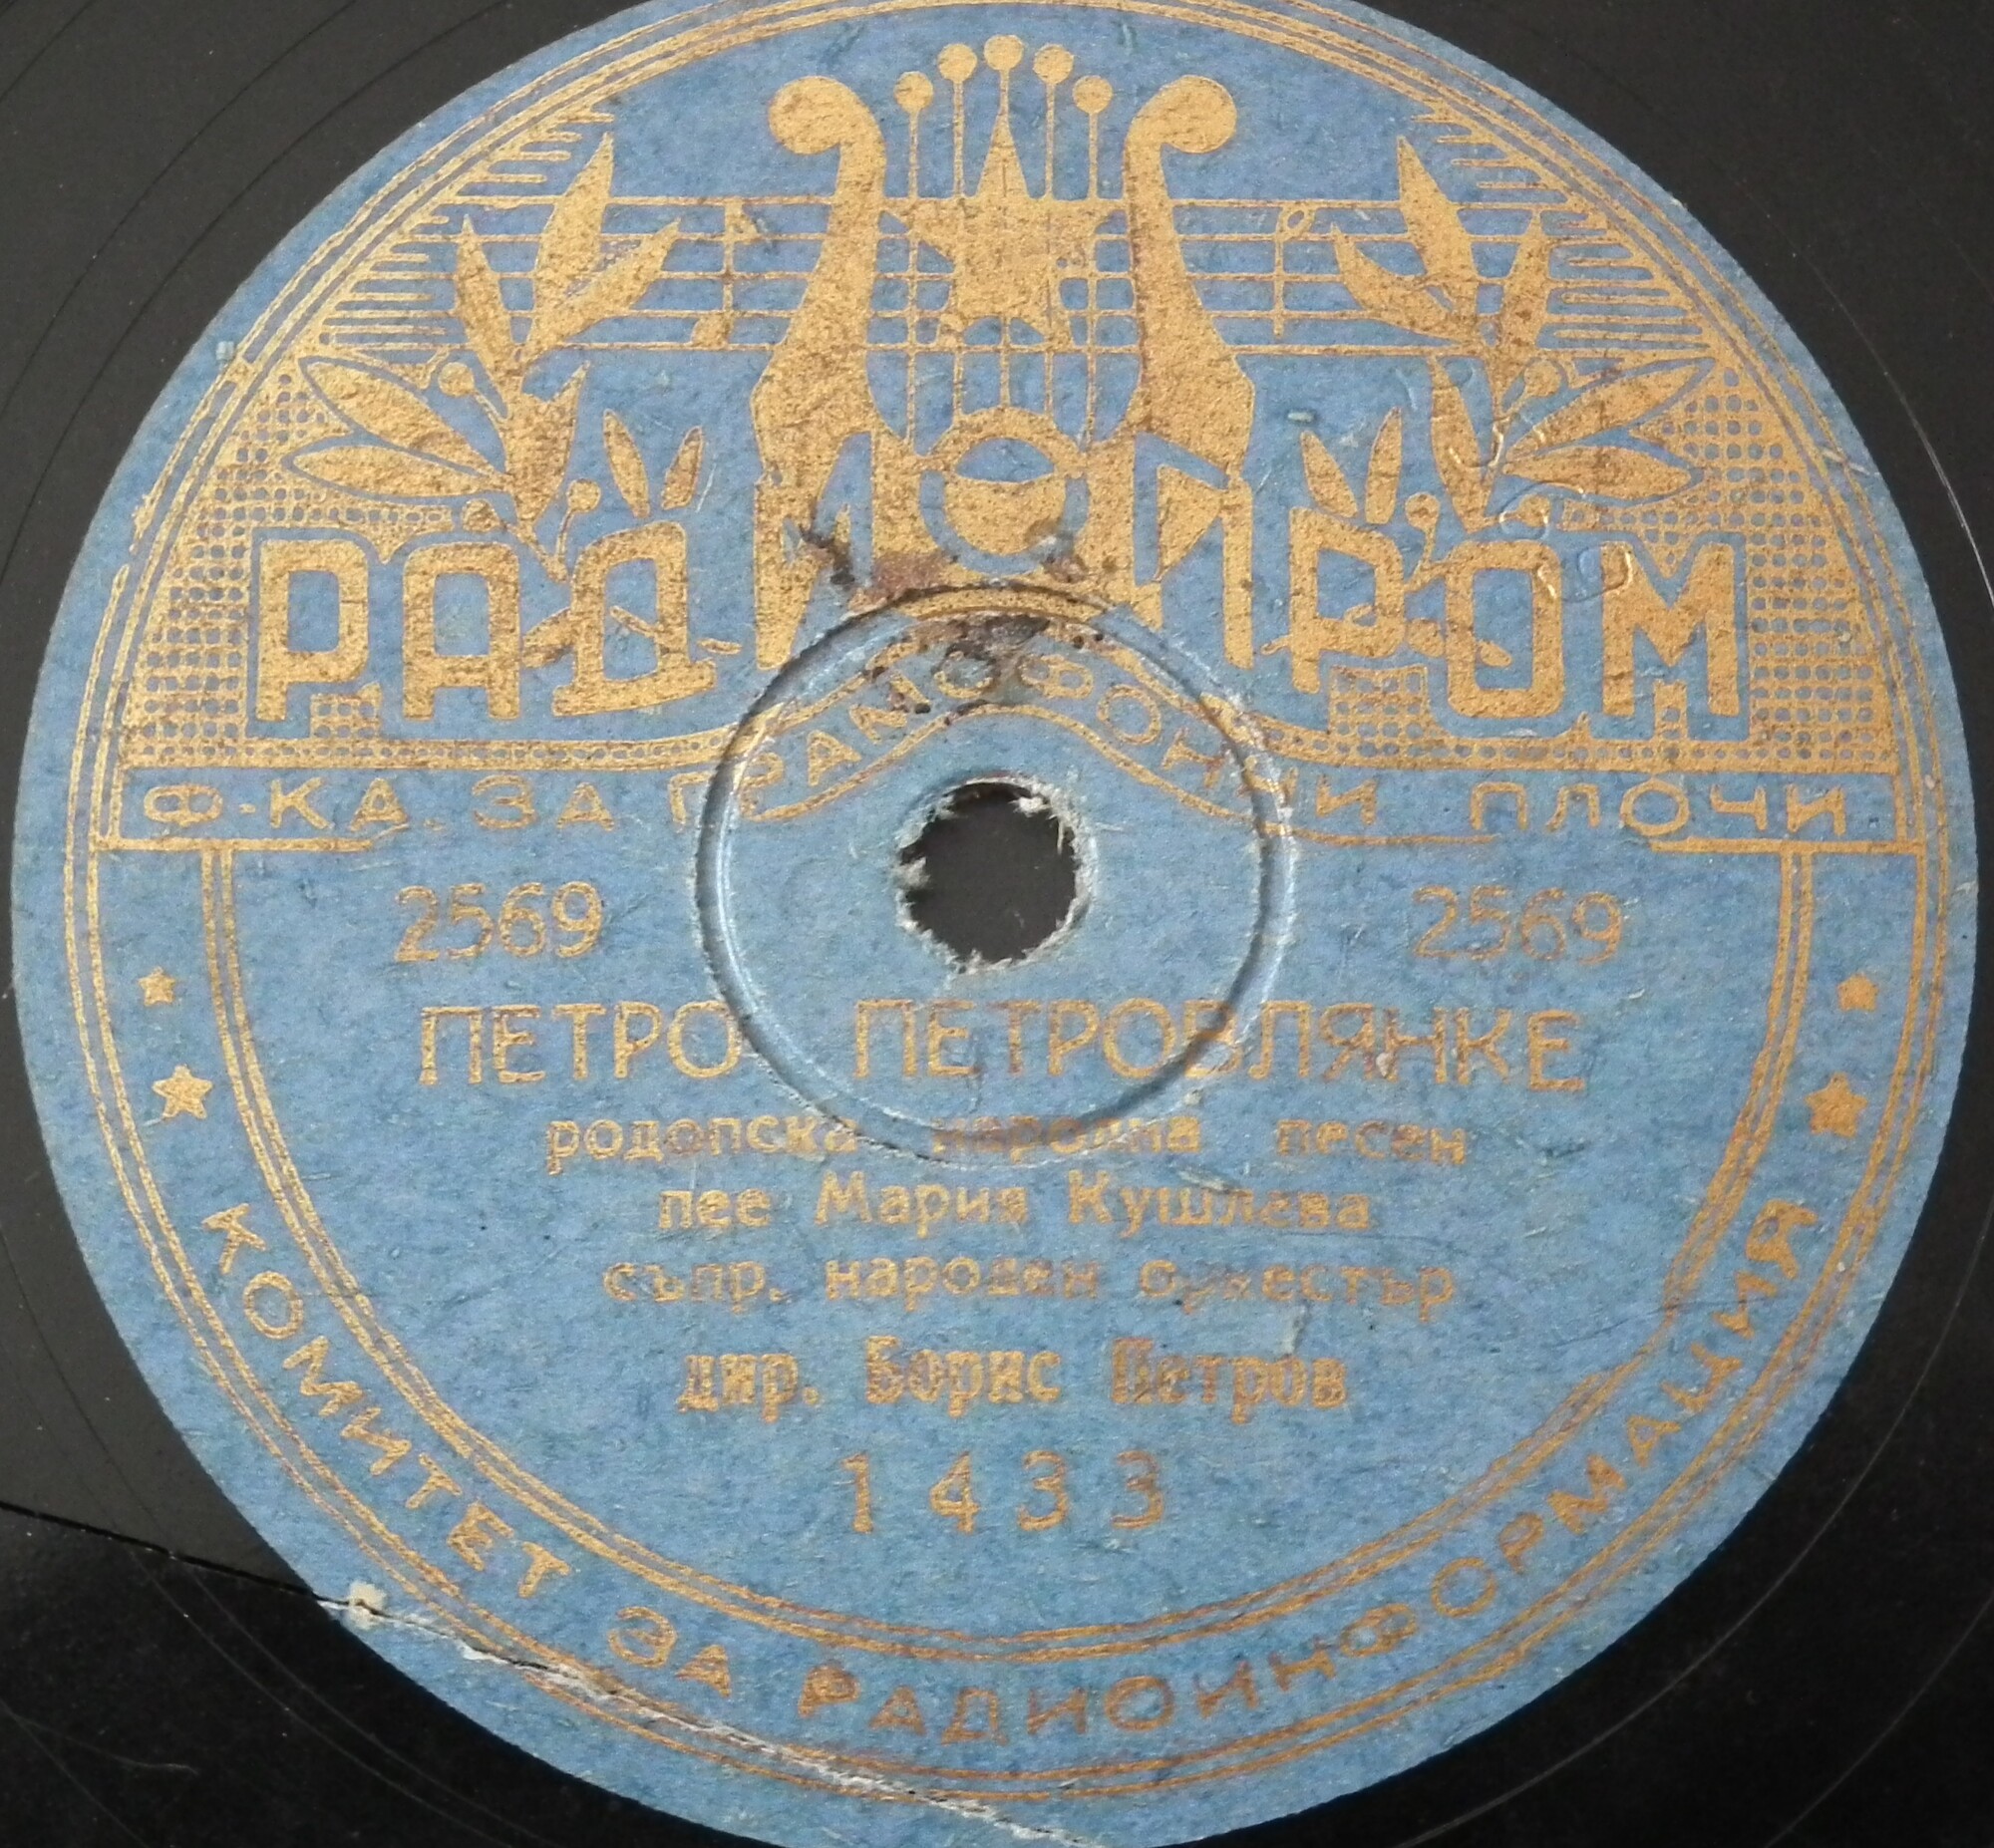 РАДИОПРОМ
Ф-КА ЗА ГРАМОФОННИ ПЛОЧИ
2569 2569
ПЕТРО ПЕТРОВЛЯНКЕ
родопска народна песен
пее Мария Кушлева
съпр. народен оркестър
дир. Борис Петров
1433
КОМИТЕТ ЗА РАДИОИНФОРМАЦИЯ